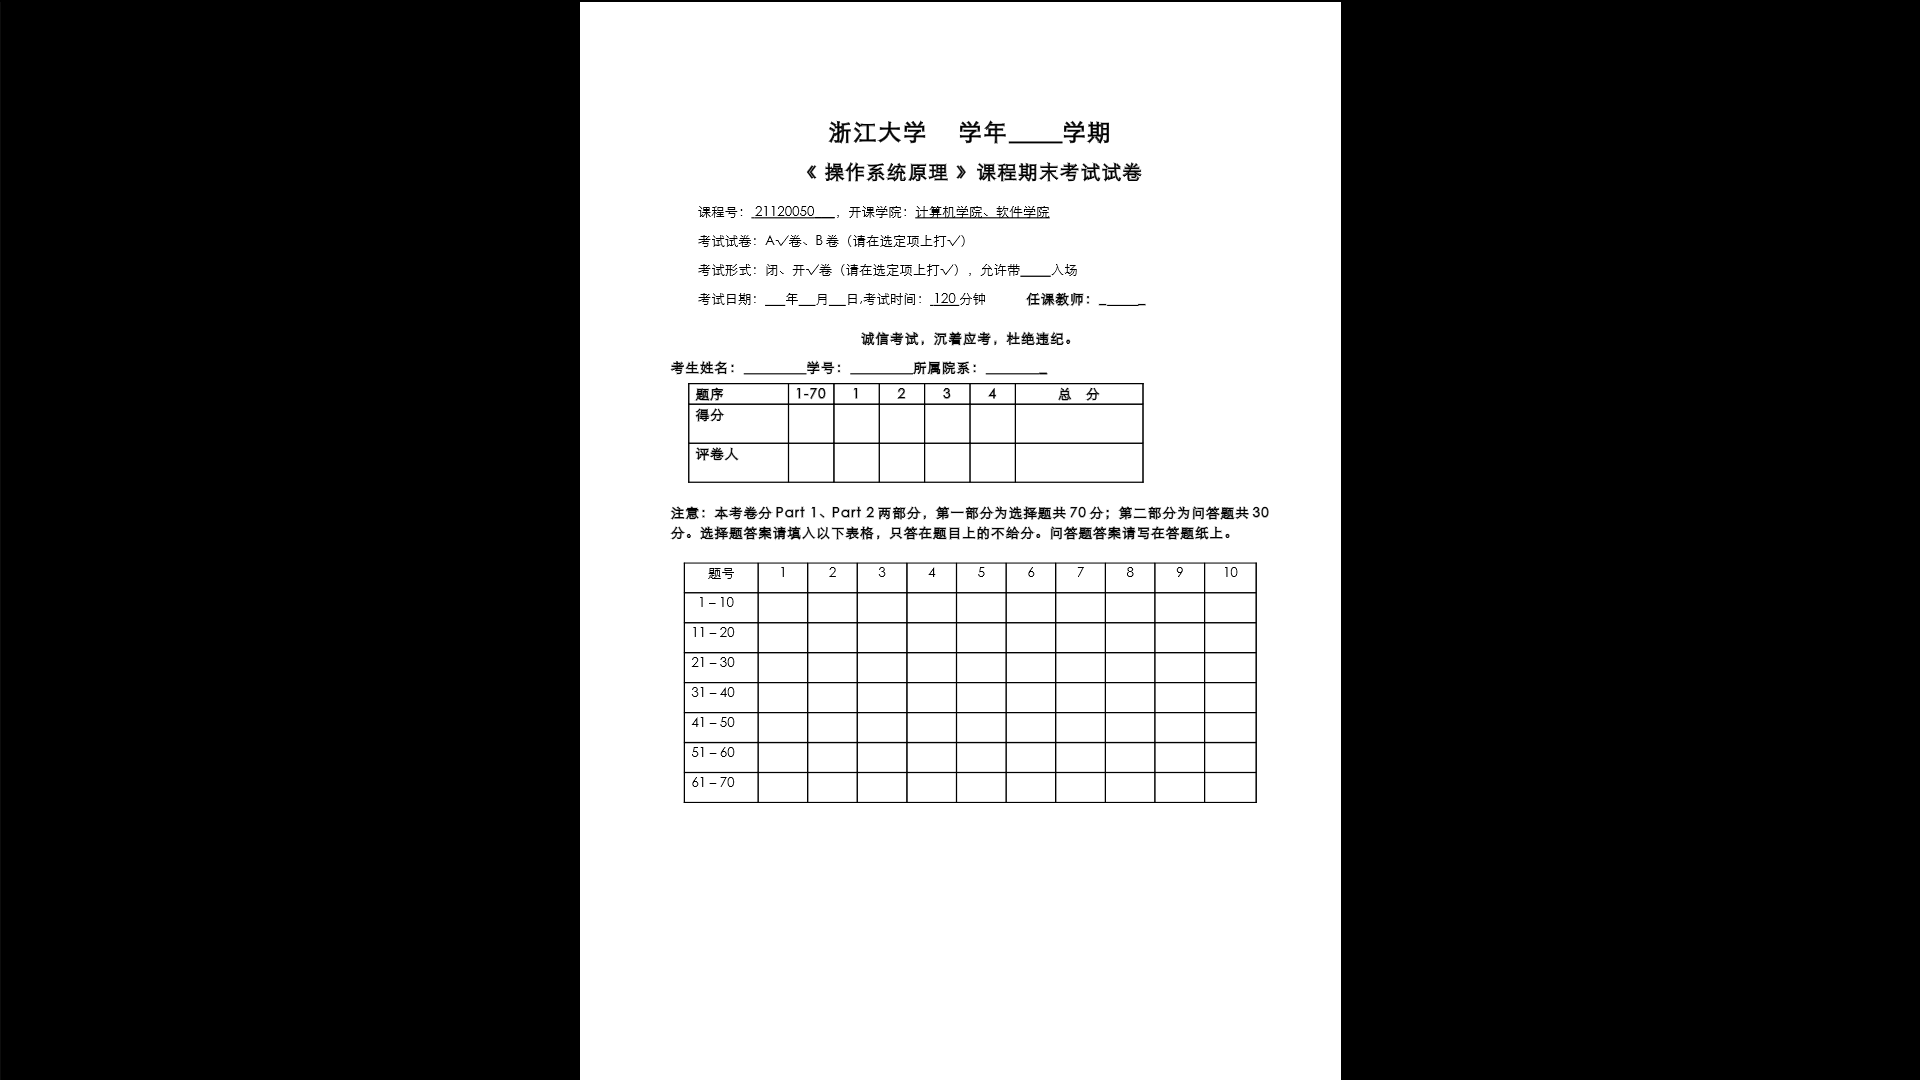 浙江大学 学年____学期
《 操作系统原理 》课程期末考试试卷
课程号： 21120050___，开课学院：计算机学院、软件学院
考试试卷：A√卷、B 卷（请在选定项上打√）
考试形式：闭、开√卷（请在选定项上打√），允许带____入场
考试日期：___年__月__日,考试时间： 120 分钟 任课教师：______
诚信考试，沉着应考，杜绝违纪。
考生姓名：________学号：________所属院系：________
题序 1-70 1 2 3 4 总 分
得分
评卷人
注意：本考卷分 Part 1、Part 2 两部分，第一部分为选择题共 70 分；第二部分为问答题共 30
分。选择题答案请填入以下表格，只答在题目上的不给分。问答题答案请写在答题纸上。
题号 1 2 3 4 5 6 7 8 9 10
1 – 10
11 – 20
21 – 30
31 – 40
41 – 50
51 – 60
61 – 70